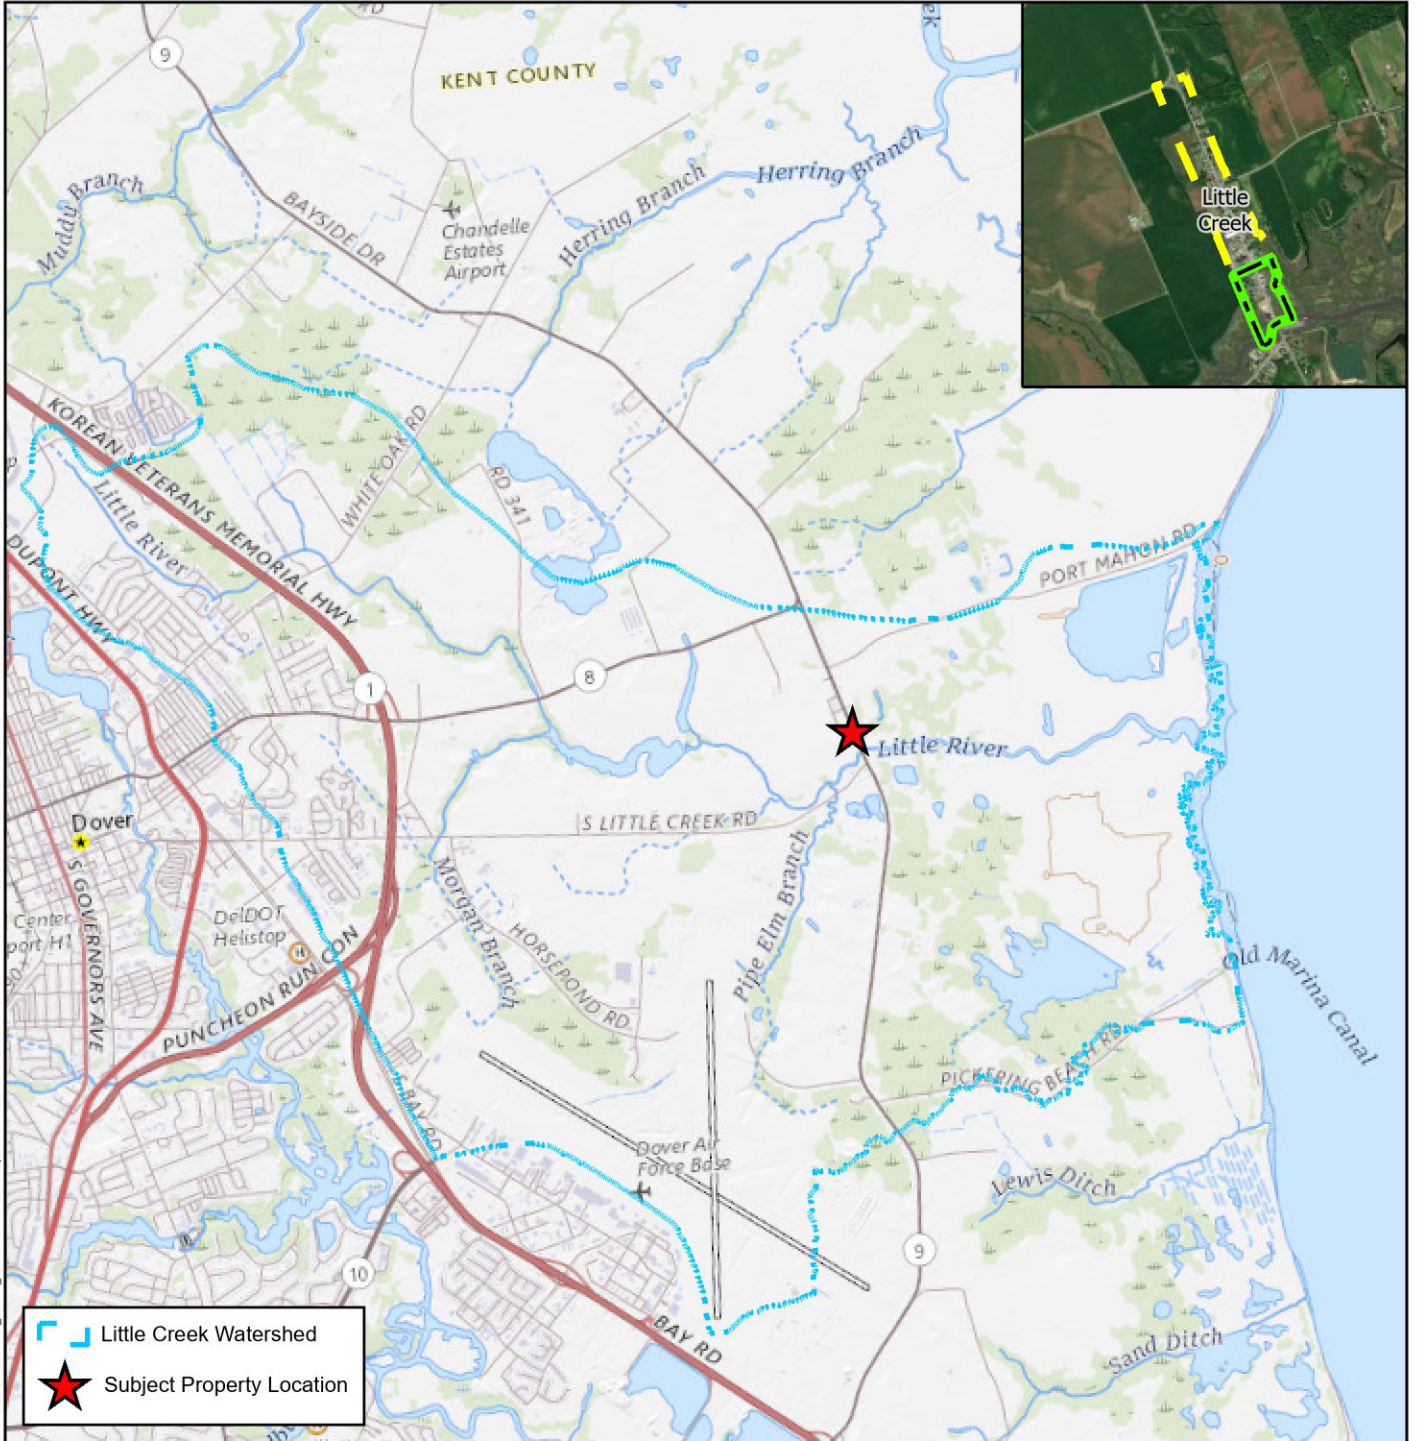 9
KENT COUNTY
Muddu Branch
BAYSIDE DR
Chandelle
Estates
Airport
Herring Branch
Herring Branch
Little
Creek
KOREAN VETERANS MEMORIAL HWY
WHITE OAK RD
RD 341
Little River
DUPONT HWY
PORT MAHON RD
8
1
Little River
Dover
S LITTLE CREEK RD
S GOVERNORS AVE
Center
DelDOT
Helistop
H
Morgan Branch
HORSEPOND RD
Pipe Elm Branch
Old Marina Canal
PUNCHEON RUN CON
PICKERING BEACH RD
BAY RD
Dover Air
Force Base
Lewis Ditch
9
10
BAY RD
Sand Ditch
Little Creek Watershed
Subject Property Location